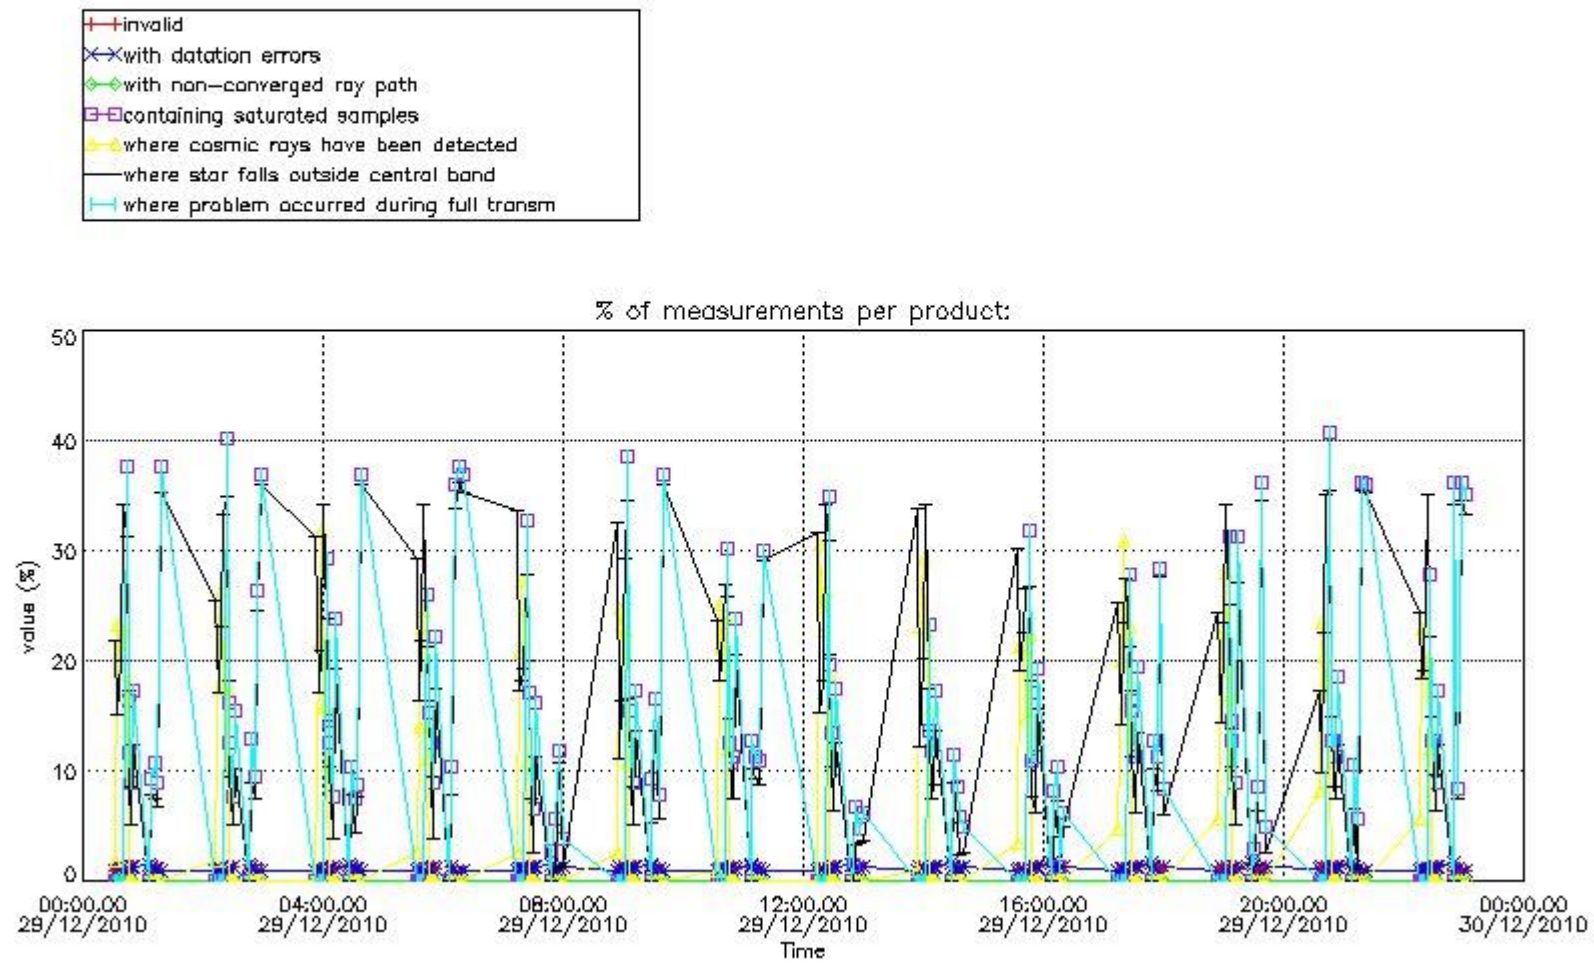 invalid
with datation errors
with non-converged ray path
containing saturated samples
where cosmic rays have been detected
where star falls outside central band
where problem occurred during full transm
% of measurements per product:
50
40
30
20
10
0
value (%)
00:00.00 04:00.00 08:00.00 12:00.00 16:00.00 20:00.00 00:00.00
29/12/2010 29/12/2010 29/12/2010 29/12/2010 29/12/2010 29/12/2010 30/12/2010
Time